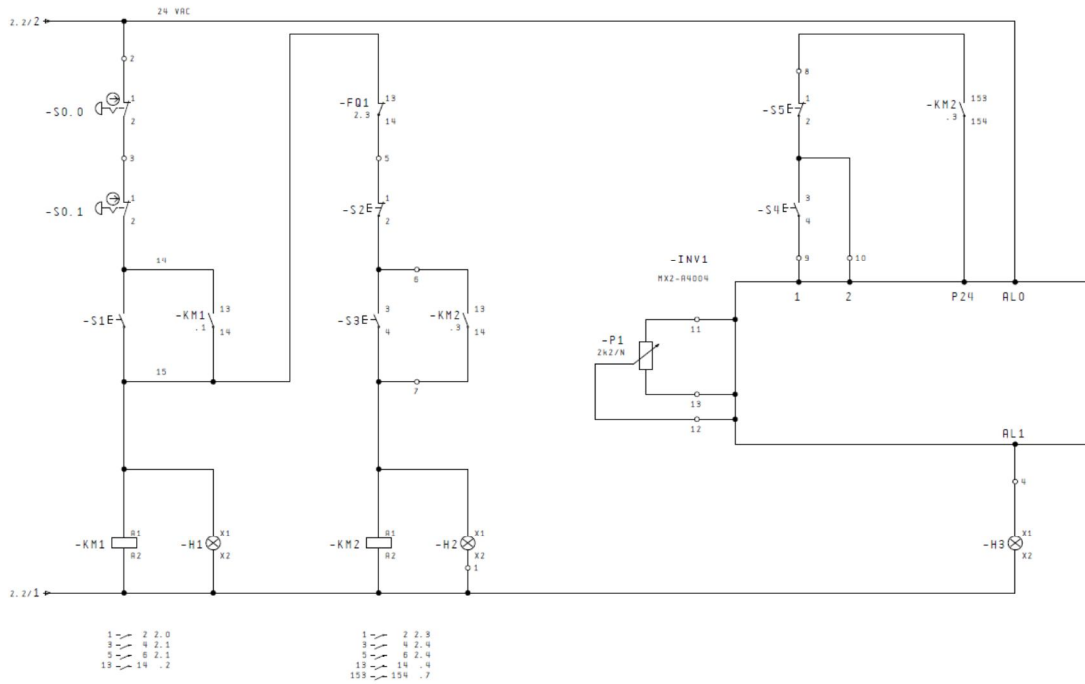 24 VAC
2.2/2
2
8
1
-S0.0
2
-FQ1
2.3
13
14
1
-S5
2
153
-KM2
.3
154
3
5
1
-S0.1
2
1
-S2
2
3
-S4
4
14
-INV1
MX2-A4004
9
10
6
1
2
P24
AL0
-S1
13
-KM1
.1
14
3
-S3
4
13
-KM2
.3
14
11
-P1
2k2/N
15
7
13
12
AL1
4
A1
-KM1
A2
X1
-H1
X2
A1
-KM2
A2
X1
-H2
X2
1
X1
-H3
X2
2.2/1
1 2 2.0
3 4 2.1
5 6 2.1
13 14 .2
1 2 2.3
3 4 2.4
5 6 2.4
13 14 .4
153 154 .7